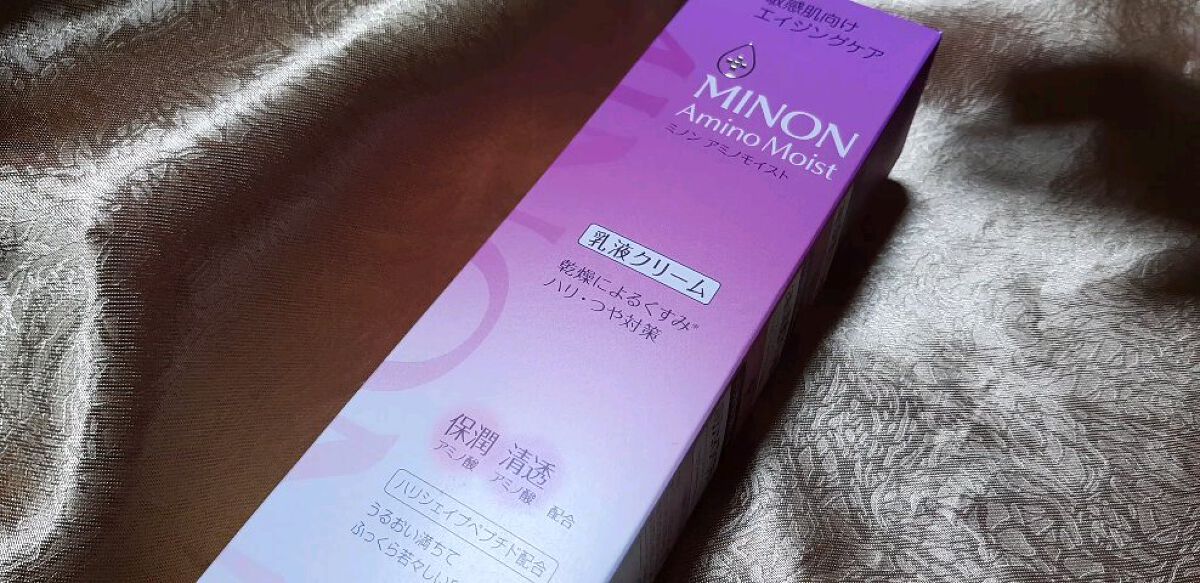 敏感肌向け
エイジングケア
MINON
Amino Moist
ミノン アミノモイスト
乳液クリーム
乾燥によるくすみ*
ハリ・つや対策
保潤 清透
アミノ酸 アミノ酸 配合
ハリシェイプペプチド配合
うるおい満ちて
ふっくら若々しい